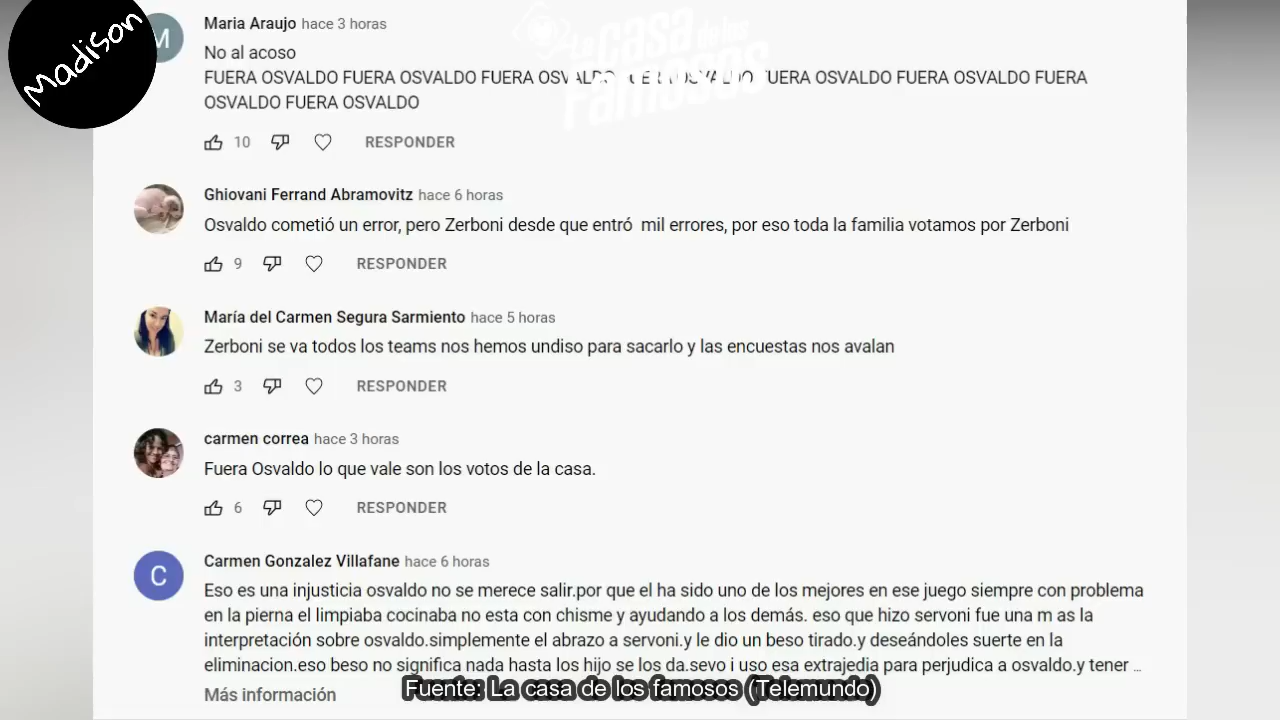 Madison
M
Maria Araujo hace 3 horas
No al acoso
La casa de los
Famosos
FUERA OSVALDO FUERA OSVALDO FUERA OSVALDO FUERA OSVALDO FUERA OSVALDO FUERA OSVALDO FUERA
OSVALDO FUERA OSVALDO
10 RESPONDER
Ghiovani Ferrand Abramovitz hace 6 horas
Osvaldo cometió un error, pero Zerboni desde que entró mil errores, por eso toda la familia votamos por Zerboni
9 RESPONDER
María del Carmen Segura Sarmiento hace 5 horas
Zerboni se va todos los teams nos hemos undiso para sacarlo y las encuestas nos avalan
3 RESPONDER
carmen correa hace 3 horas
Fuera Osvaldo lo que vale son los votos de la casa.
6 RESPONDER
C
Carmen Gonzalez Villafane hace 6 horas
Eso es una injusticia osvaldo no se merece salir.por que el ha sido uno de los mejores en ese juego siempre con problema
en la pierna el limpiaba cocinaba no esta con chisme y ayudando a los demás. eso que hizo servoni fue una m as la
interpretación sobre osvaldo.simplemente el abrazo a servoni.y le dio un beso tirado.y deseándoles suerte en la
eliminacion.eso beso no significa nada hasta los hijo se los da.sevo i uso esa extrajedia para perjudica a osvaldo.y tener ...
Más información
Fuente: La casa de los famosos (Telemundo)